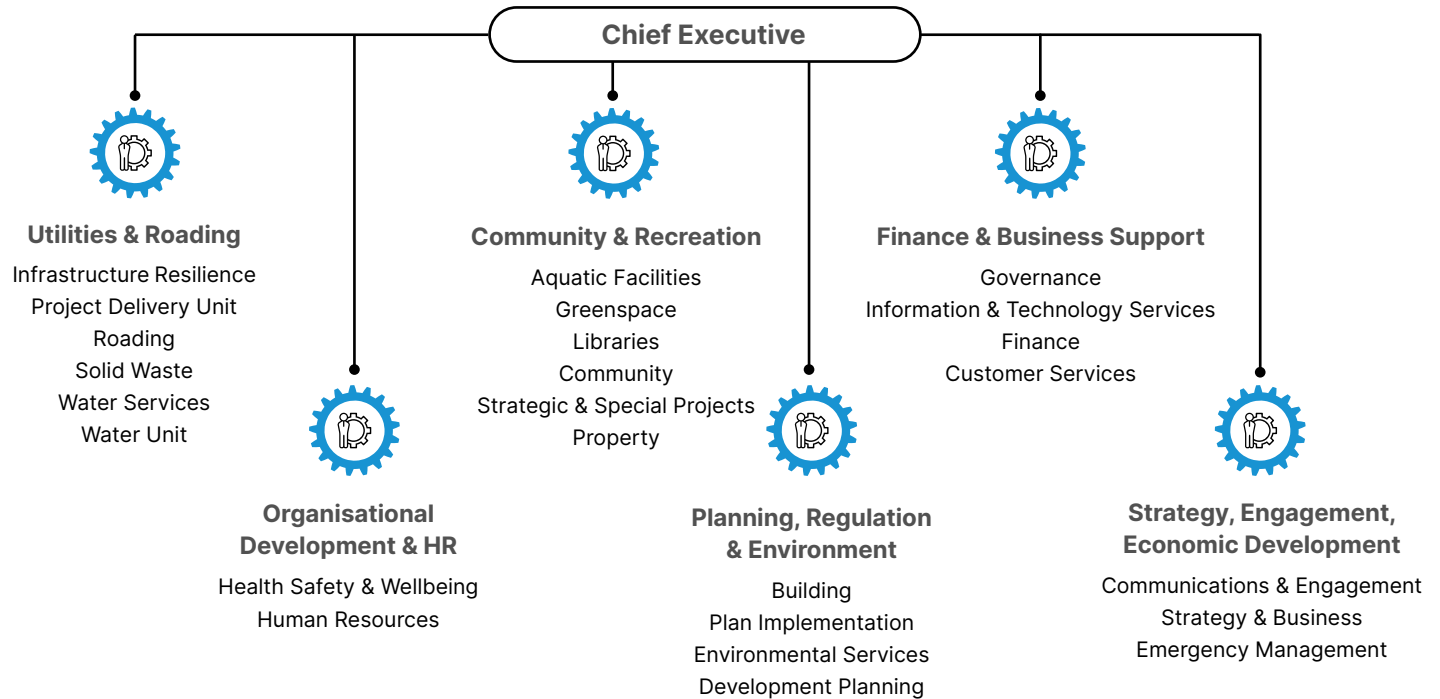 Chief Executive
Utilities & Roading
Infrastructure Resilience
Project Delivery Unit
Roading
Solid Waste
Water Services
Water Unit
Organisational
Development & HR
Health Safety & Wellbeing
Human Resources
Community & Recreation
Aquatic Facilities
Greenspace
Libraries
Community
Strategic & Special Projects
Property
Planning, Regulation
& Environment
Building
Plan Implementation
Environmental Services
Development Planning
Finance & Business Support
Governance
Information & Technology Services
Finance
Customer Services
Strategy, Engagement,
Economic Development
Communications & Engagement
Strategy & Business
Emergency Management